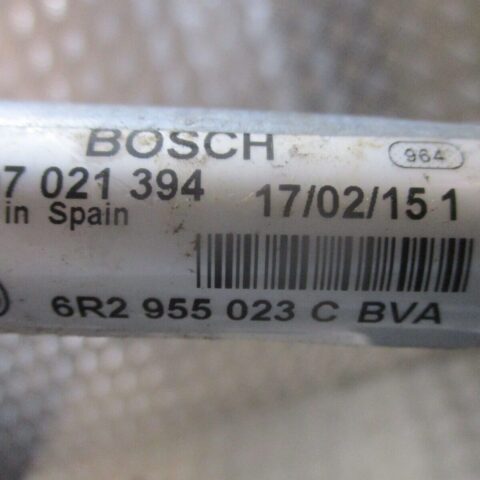 BOSCH 964
7 021 394 17/02/15 1
in Spain
6R2 955 023 C BVA